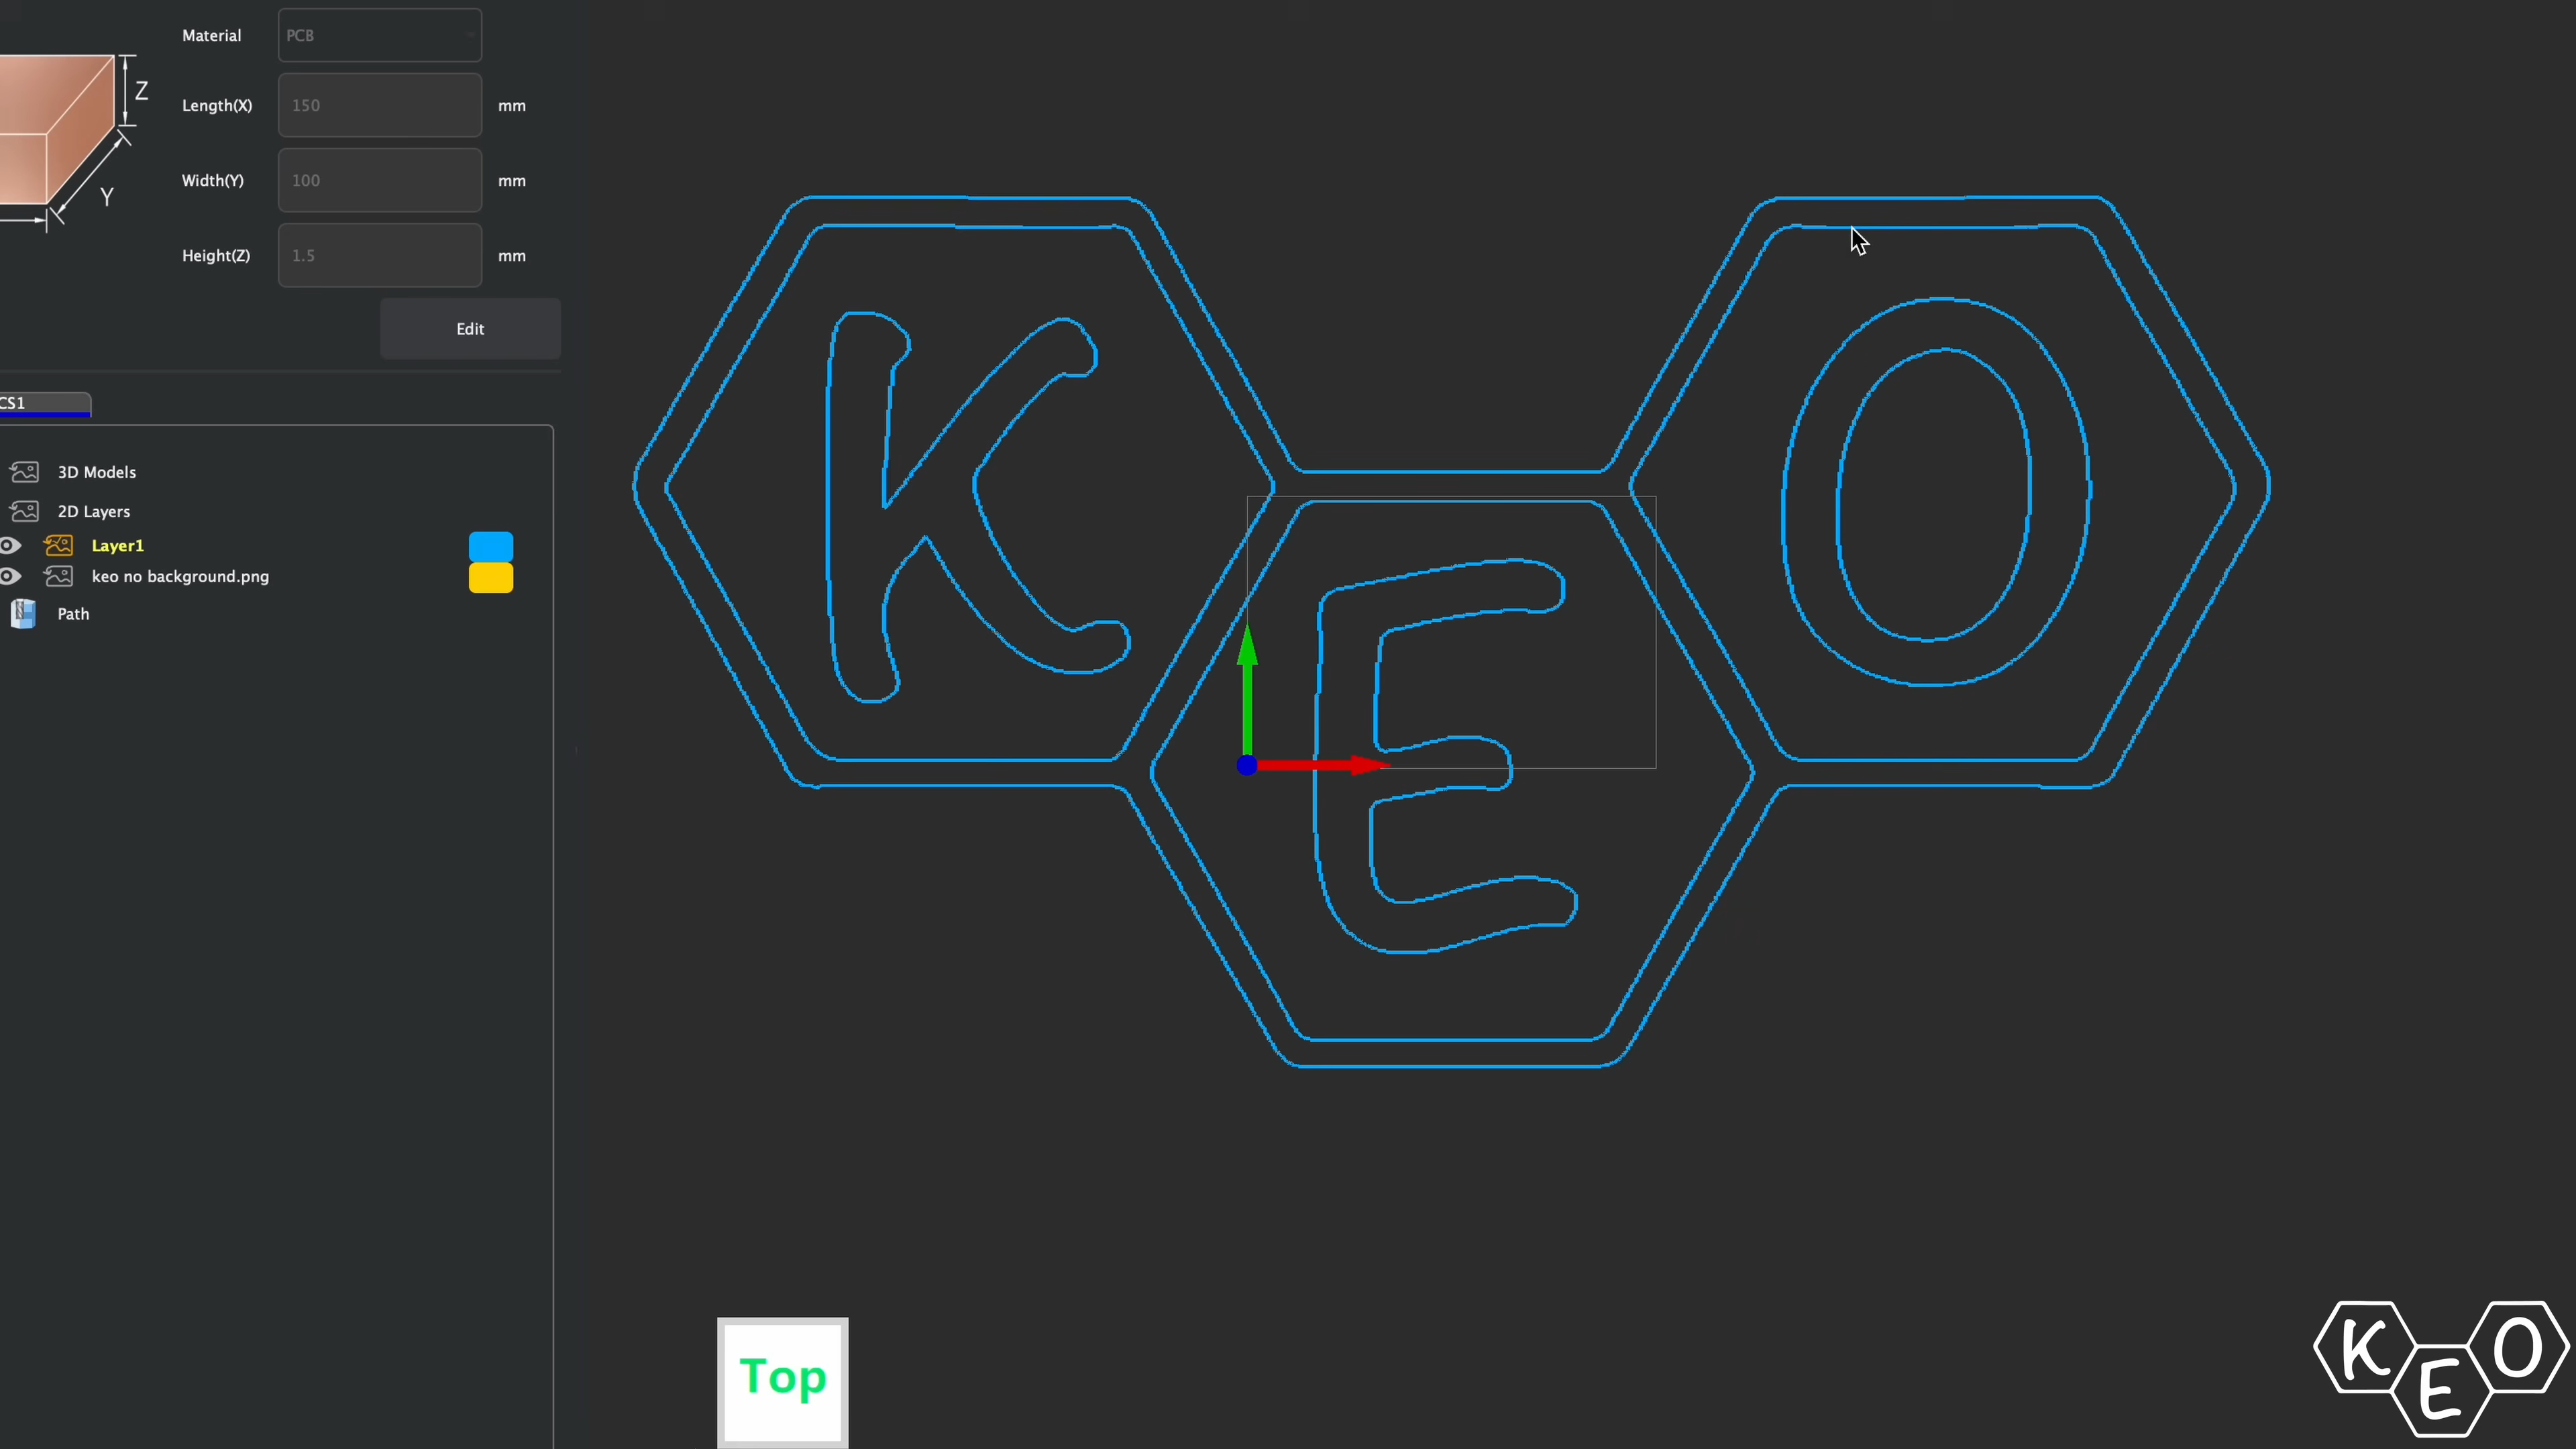 Material PCB
Z
Length(X) 150 mm
Y
Width(Y) 100 mm
Height(Z) 1.5 mm
Edit
CS1
3D Models
2D Layers
Layer1
keo no background.png
Path
K
E
O
Top
K
E
O